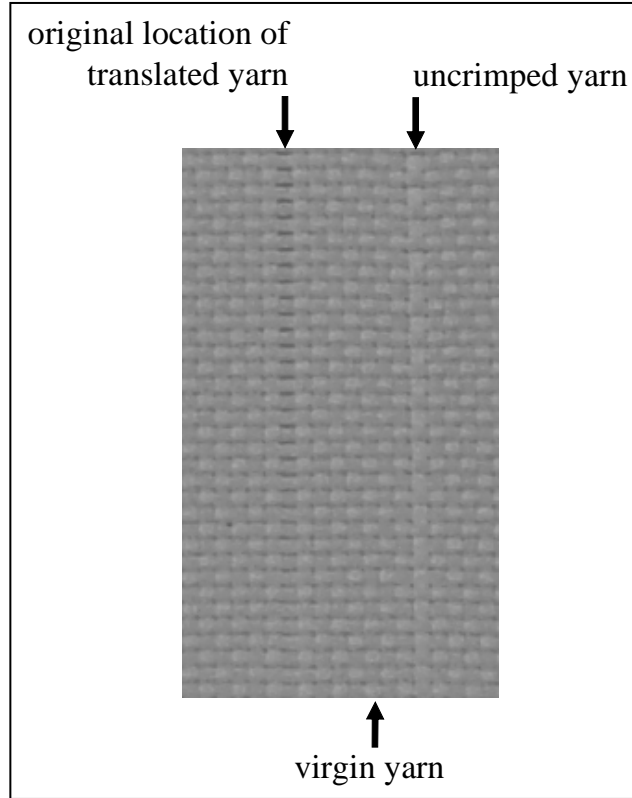 original location of
translated yarn
uncrimped yarn
virgin yarn